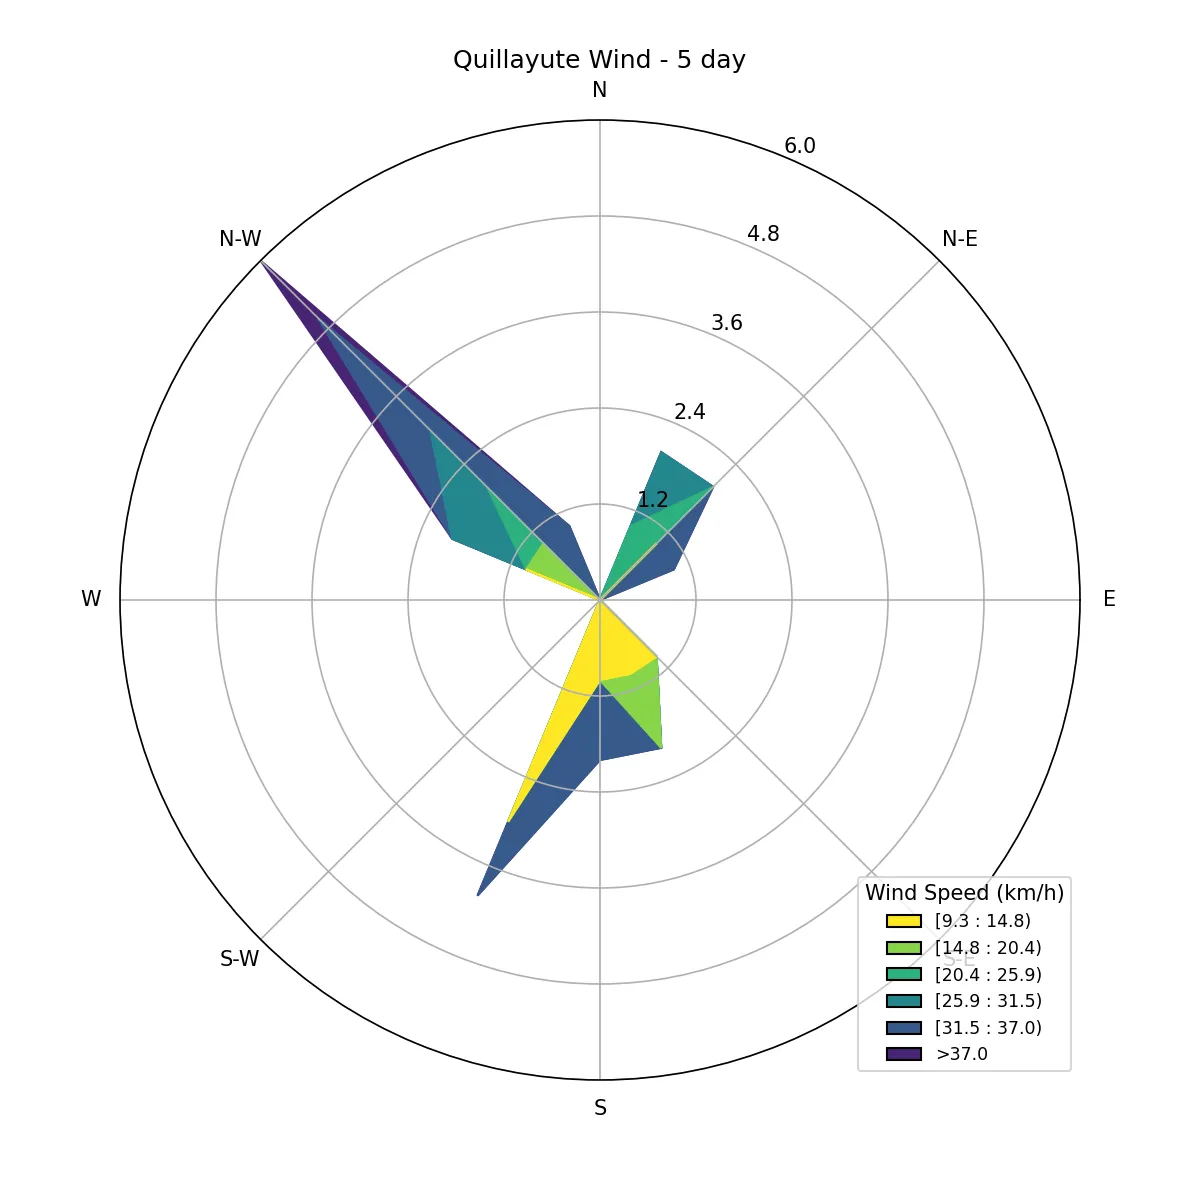 Quillayute Wind - 5 day
N
6.0
4.8
N-W
N-E
3.6
2.4
1.2
W
E
S-W
S-E
Wind Speed (km/h)
[9.3 : 14.8)
[14.8 : 20.4)
[20.4 : 25.9)
[25.9 : 31.5)
[31.5 : 37.0)
>37.0
S